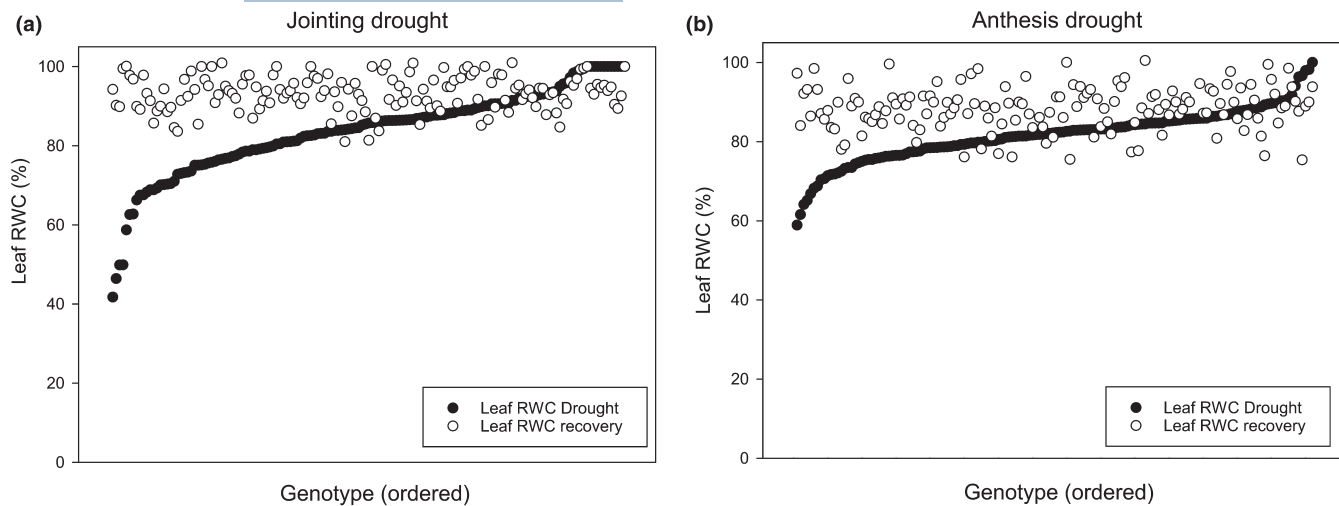 (a)
Jointing drought
100
80
60
40
20
0
Leaf RWC (%)
Leaf RWC Drought
Leaf RWC recovery
Genotype (ordered)
(b)
Anthesis drought
100
80
60
40
20
0
Leaf RWC (%)
Leaf RWC Drought
Leaf RWC recovery
Genotype (ordered)